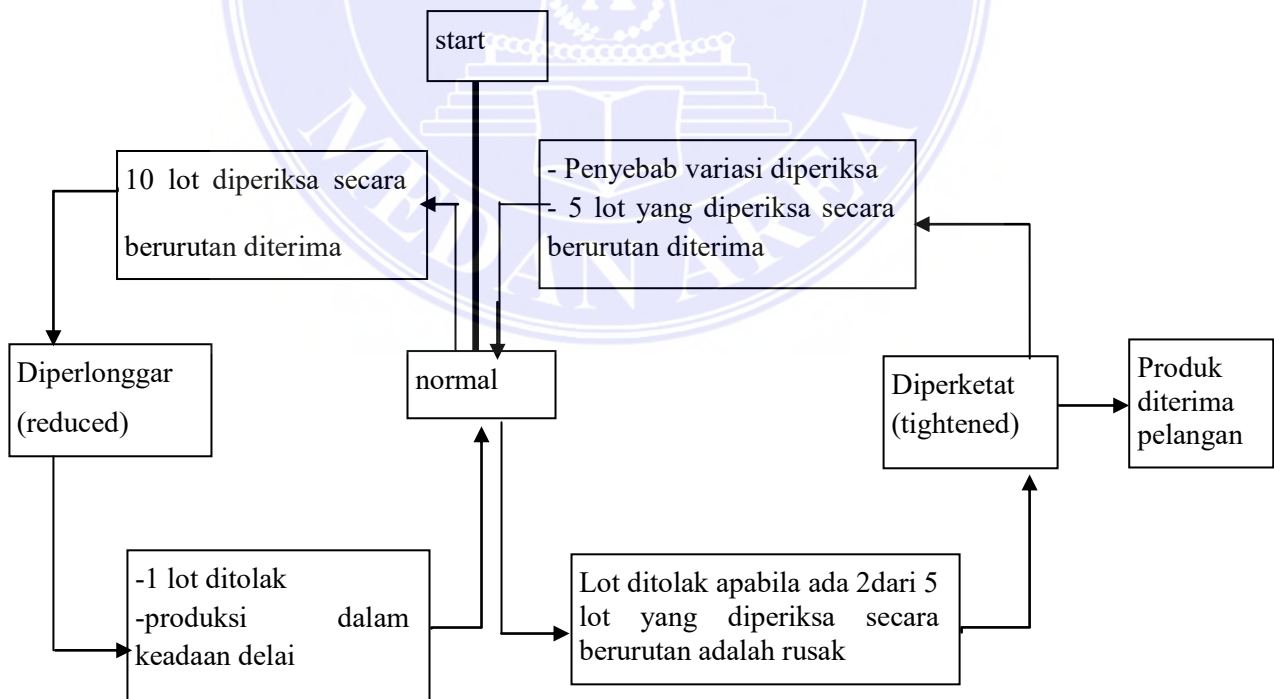 start
10 lot diperiksa secara
berurutan diterima
- Penyebab variasi diperiksa
- 5 lot yang diperiksa secara
berurutan diterima
Diperlonggar
(reduced)
normal
Diperketat
(tightened)
Produk
diterima
pelangan
-1 lot ditolak
-produksi dalam
keadaan delai
Lot ditolak apabila ada 2dari 5
lot yang diperiksa secara
berurutan adalah rusak
MEDAN AREA